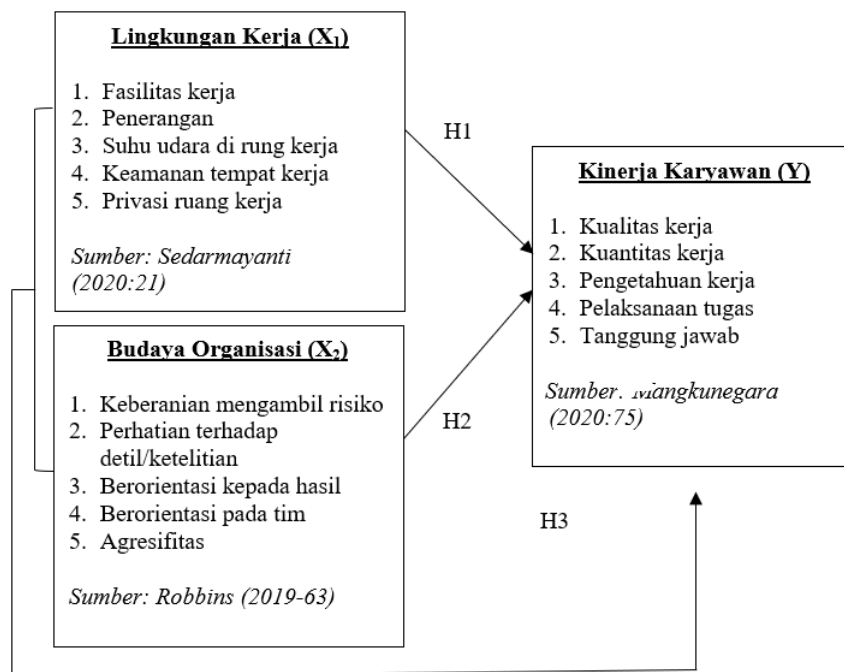 Lingkungan Kerja (X₁)
1. Fasilitas kerja
2. Penerangan
3. Suhu udara di rung kerja
4. Keamanan tempat kerja
5. Privasi ruang kerja
Sumber: Sedarmayanti
(2020:21)
Budaya Organisasi (X₂)
1. Keberanian mengambil risiko
2. Perhatian terhadap
detil/ketelitian
3. Berorientasi kepada hasil
4. Berorientasi pada tim
5. Agresifitas
Sumber: Robbins (2019-63)
H1
H2
Kinerja Karyawan (Y)
1. Kualitas kerja
2. Kuantitas kerja
3. Pengetahuan kerja
4. Pelaksanaan tugas
5. Tanggung jawab
Sumber: Mangkunegara
(2020:75)
H3